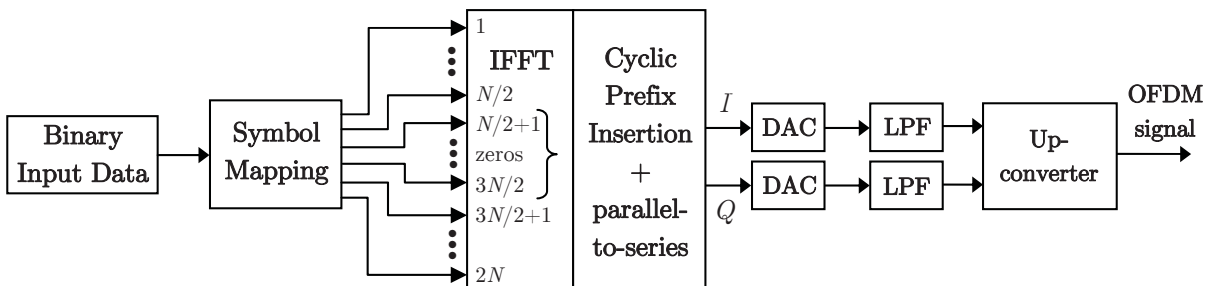 Binary
Input Data
Symbol
Mapping
1
IFFT
N/2
N/2+1
zeros
3N/2
3N/2+1
2N
Cyclic
Prefix
Insertion
+
parallel-
to-series
I
Q
DAC
LPF
DAC
LPF
Up-
converter
OFDM
signal